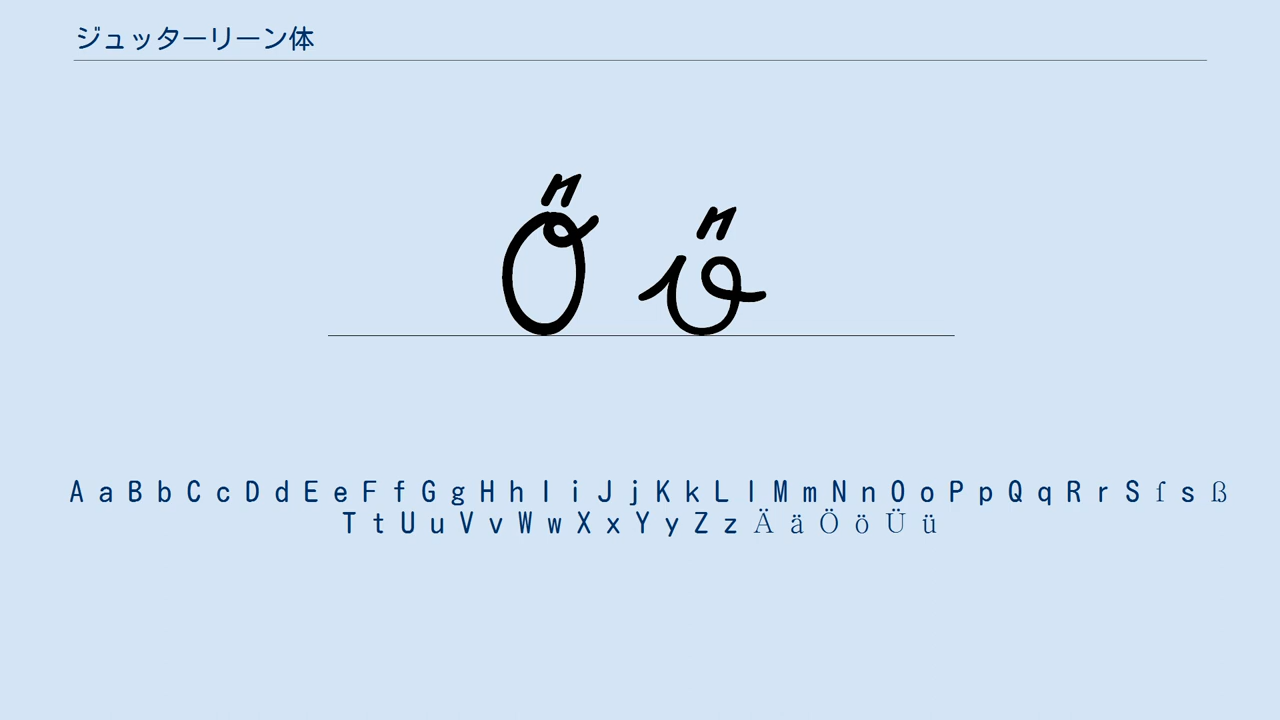 ジュッターリーン体
Ö ö
A a B b C c D d E e F f G g H h I i J j K k L l M m N n O o P p Q q R r S ſ s ß
T t U u V v W w X x Y y Z z Ä ä Ö ö Ü ü